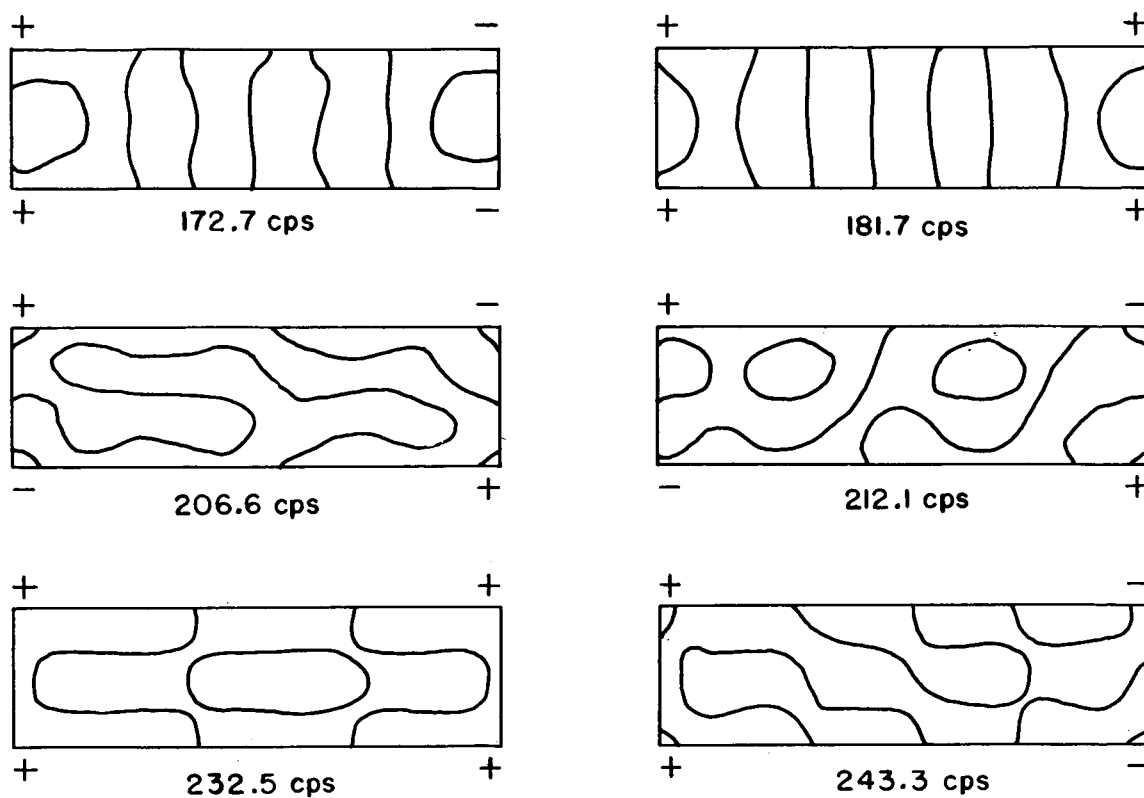 + - + +
+ - + +
172.7 cps 181.7 cps
+ - + -
- + - +
206.6 cps 212.1 cps
+ + + -
+ + + -
232.5 cps 243.3 cps